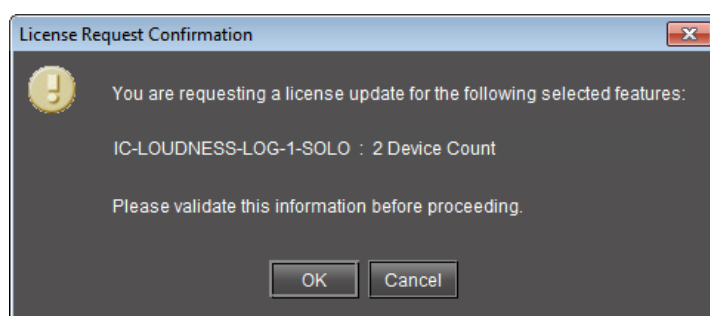 License Request Confirmation
You are requesting a license update for the following selected features:
IC-LOUDNESS-LOG-1-SOLO : 2 Device Count
Please validate this information before proceeding.
OK Cancel